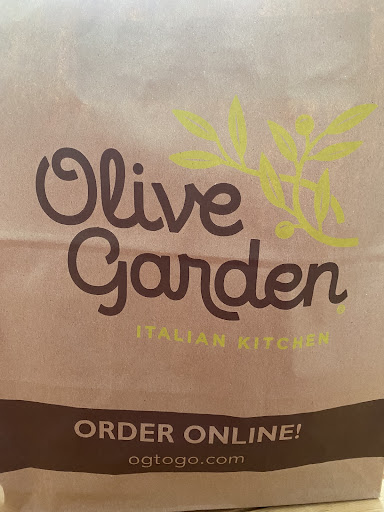 Olive
Garden
ITALIAN KITCHEN
ORDER ONLINE!
ogtogo.com